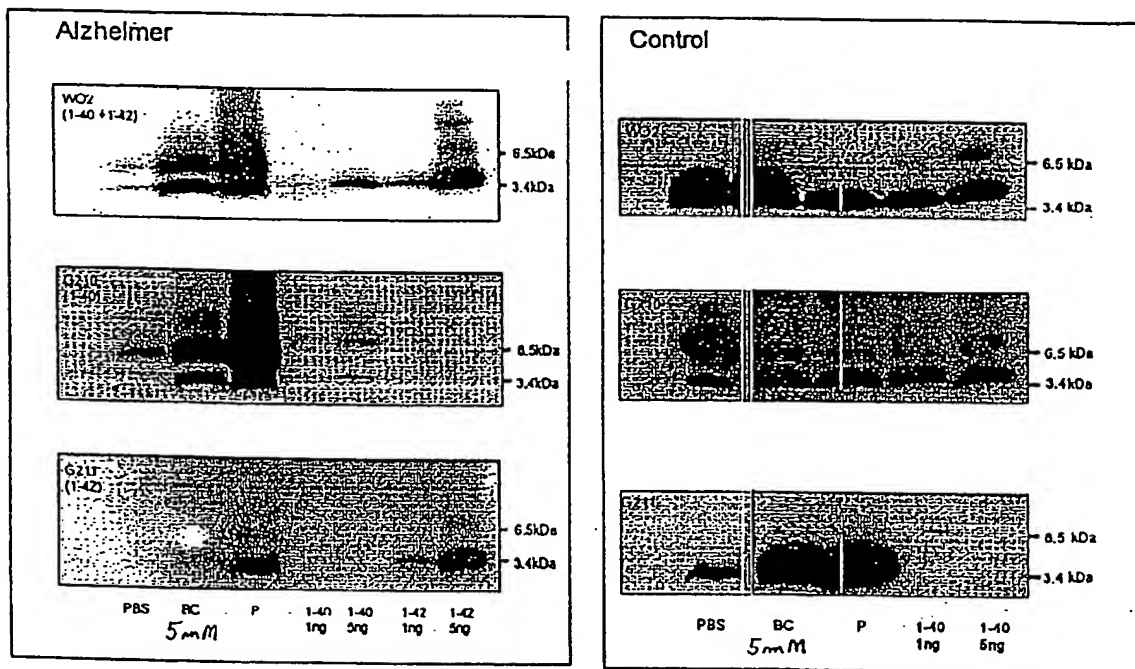 Alzheimer
WO2
(1-40 +1-42)
6.5kDa
3.4kDa
G210
(1-40)
6.5kDa
3.4kDa
G211
(1-42)
6.5kDa
3.4kDa
PBS BC P 1-40 1-40 1-42 1-42
1ng 5ng 1ng 5ng
5mM
Control
WO2
6.5 kDa
3.4 kDa
6.5 kDa
3.4 kDa
6.5 kDa
3.4 kDa
PBS BC P 1-40 1-40
1ng 5ng
5mM